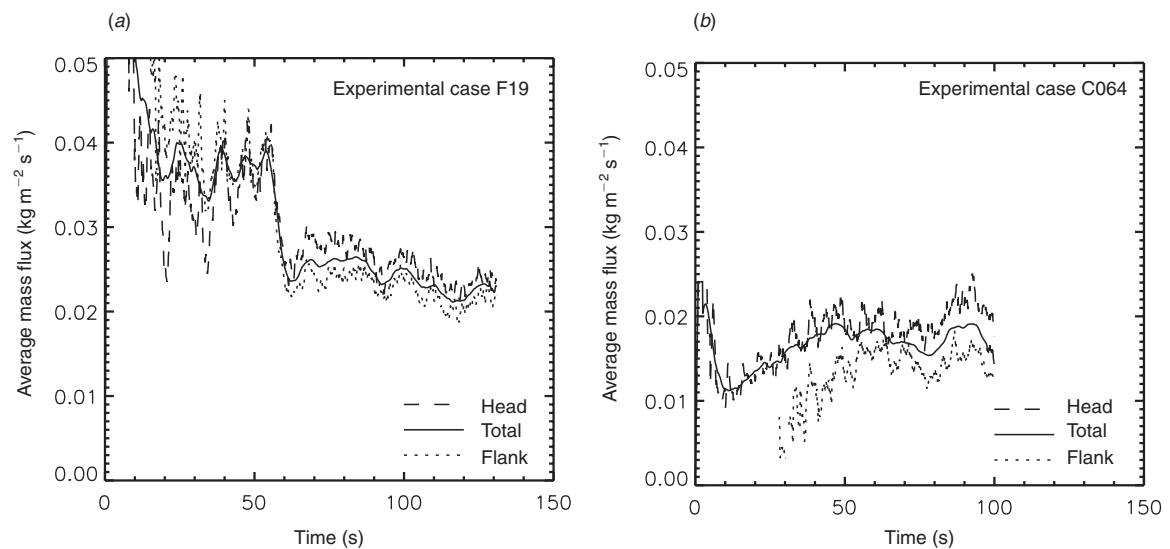 (a)
Experimental case F19
Average mass flux (kg m−2 s−1)
0.05
0.04
0.03
0.02
0.01
0.00
Head
Total
Flank
0
50
100
150
Time (s)
(b)
Experimental case C064
Average mass flux (kg m−2 s−1)
0.05
0.04
0.03
0.02
0.01
0.00
Head
Total
Flank
0
50
100
150
Time (s)